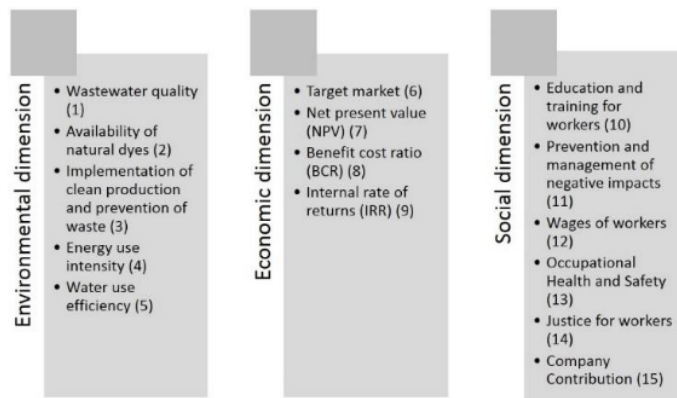 Environmental dimension
• Wastewater quality
(1)
• Availability of
natural dyes (2)
• Implementation of
clean production
and prevention of
waste (3)
• Energy use
intensity (4)
• Water use
efficiency (5)
Economic dimension
• Target market (6)
• Net present value
(NPV) (7)
• Benefit cost ratio
(BCR) (8)
• Internal rate of
returns (IRR) (9)
Social dimension
• Education and
training for
workers (10)
• Prevention and
management of
negative impacts
(11)
• Wages of workers
(12)
• Occupational
Health and Safety
(13)
• Justice for workers
(14)
• Company
Contribution (15)